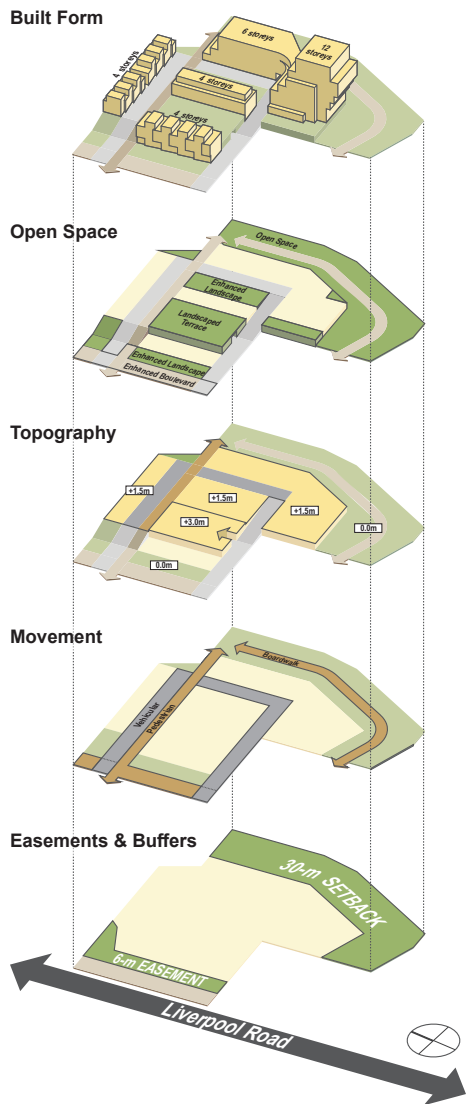 Built Form
6 storeys
12
storeys
4 storeys
4 storeys
4 storeys
Open Space
Open Space
Enhanced
Landscape
Landscaped
Terrace
Enhanced Landscape
Enhanced Boulevard
Topography
+1.5m
+1.5m
+1.5m
+3.0m
0.0m
0.0m
Movement
Boardwalk
Vehicular
Pedestrian
Easements & Buffers
30-m SETBACK
6-m EASEMENT
Liverpool Road